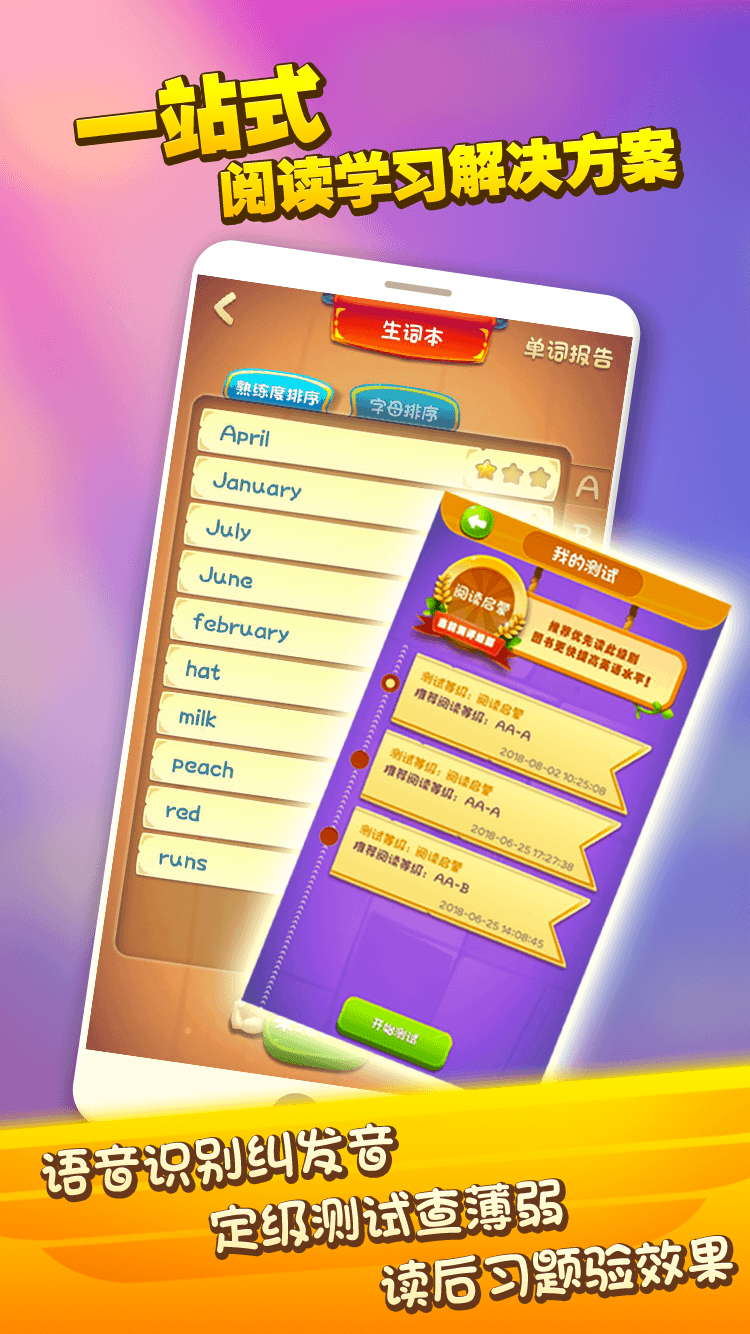 一站式
阅读学习解决方案
生词本
单词报告
熟练度排序
字母排序
April
January
July
June
february
hat
milk
peach
red
runs
A
B
我的测试
阅读启蒙
当前测评级别
推荐优先读此级别
图书更快提高英语水平！
测试等级：阅读启蒙
推荐阅读等级：AA-A
2018-08-02 10:25:08
测试等级：阅读启蒙
推荐阅读等级：AA-A
2018-06-25 17:27:38
测试等级：阅读启蒙
推荐阅读等级：AA-B
2018-06-25 14:08:45
开始测试
语音识别纠发音
定级测试查薄弱
读后习题验效果